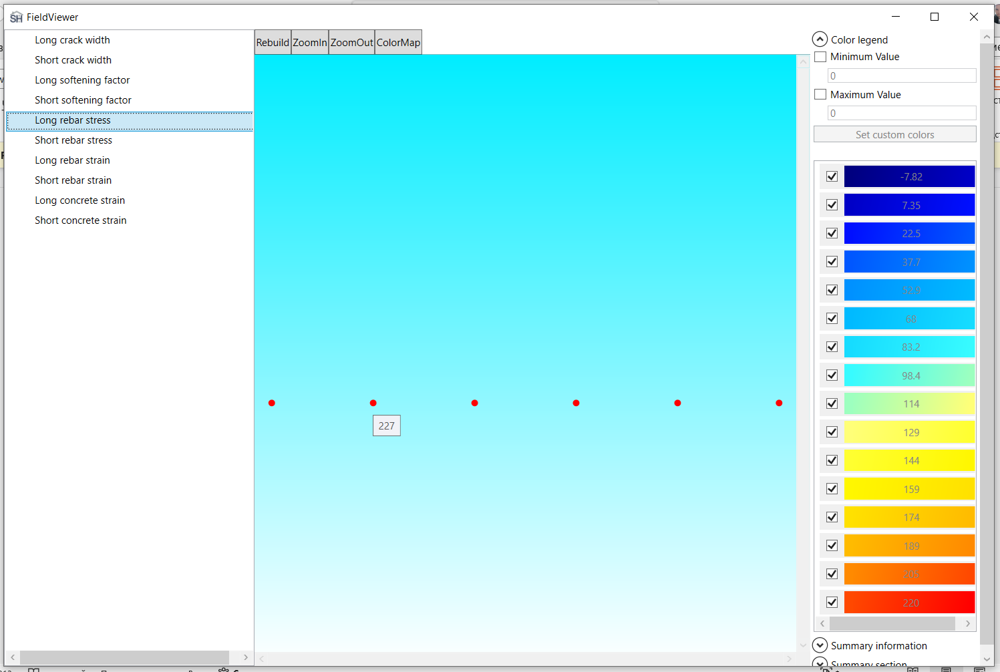 FieldViewer
Long crack width
Short crack width
Long softening factor
Short softening factor
Long rebar stress
Short rebar stress
Long rebar strain
Short rebar strain
Long concrete strain
Short concrete strain
Rebuild ZoomIn ZoomOut ColorMap
227
Color legend
Minimum Value
0
Maximum Value
0
Set custom colors
-7.82
7.35
22.5
37.7
52.9
68
83.2
98.4
114
129
144
159
174
189
205
220
Summary information
Summary section